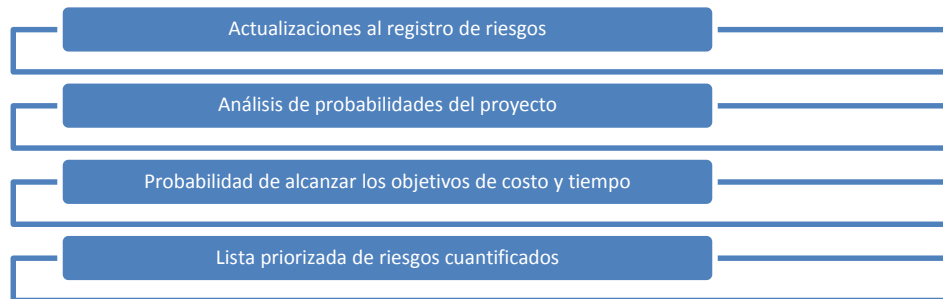 Actualizaciones al registro de riesgos
Análisis de probabilidades del proyecto
Probabilidad de alcanzar los objetivos de costo y tiempo
Lista priorizada de riesgos cuantificados